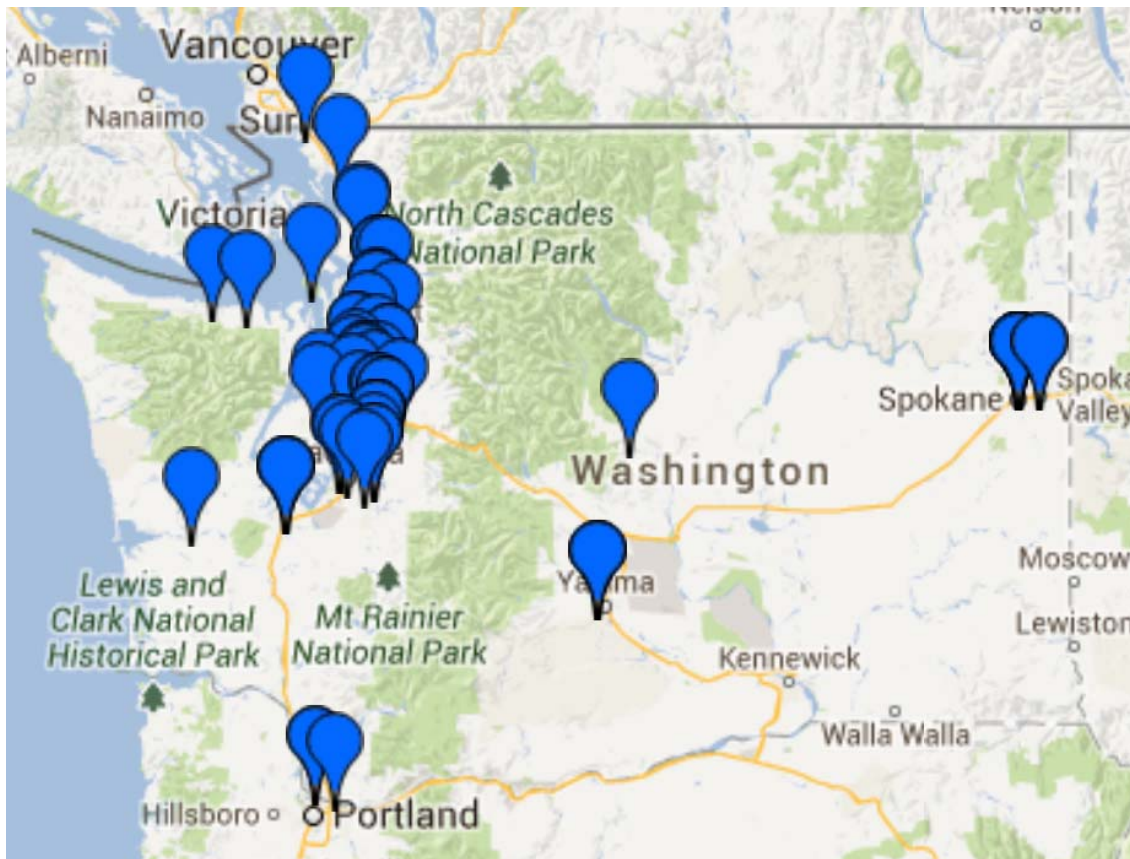 Nelson
Alberni
Vancouver
Nanaimo
Sur
Victoria
North Cascades
National Park
Spokane
Spoka
Valley
Washington
Moscow
Lewis and
Clark National
Historical Park
Mt Rainier
National Park
Yakima
Lewiston
Kennewick
Walla Walla
Hillsboro
Portland